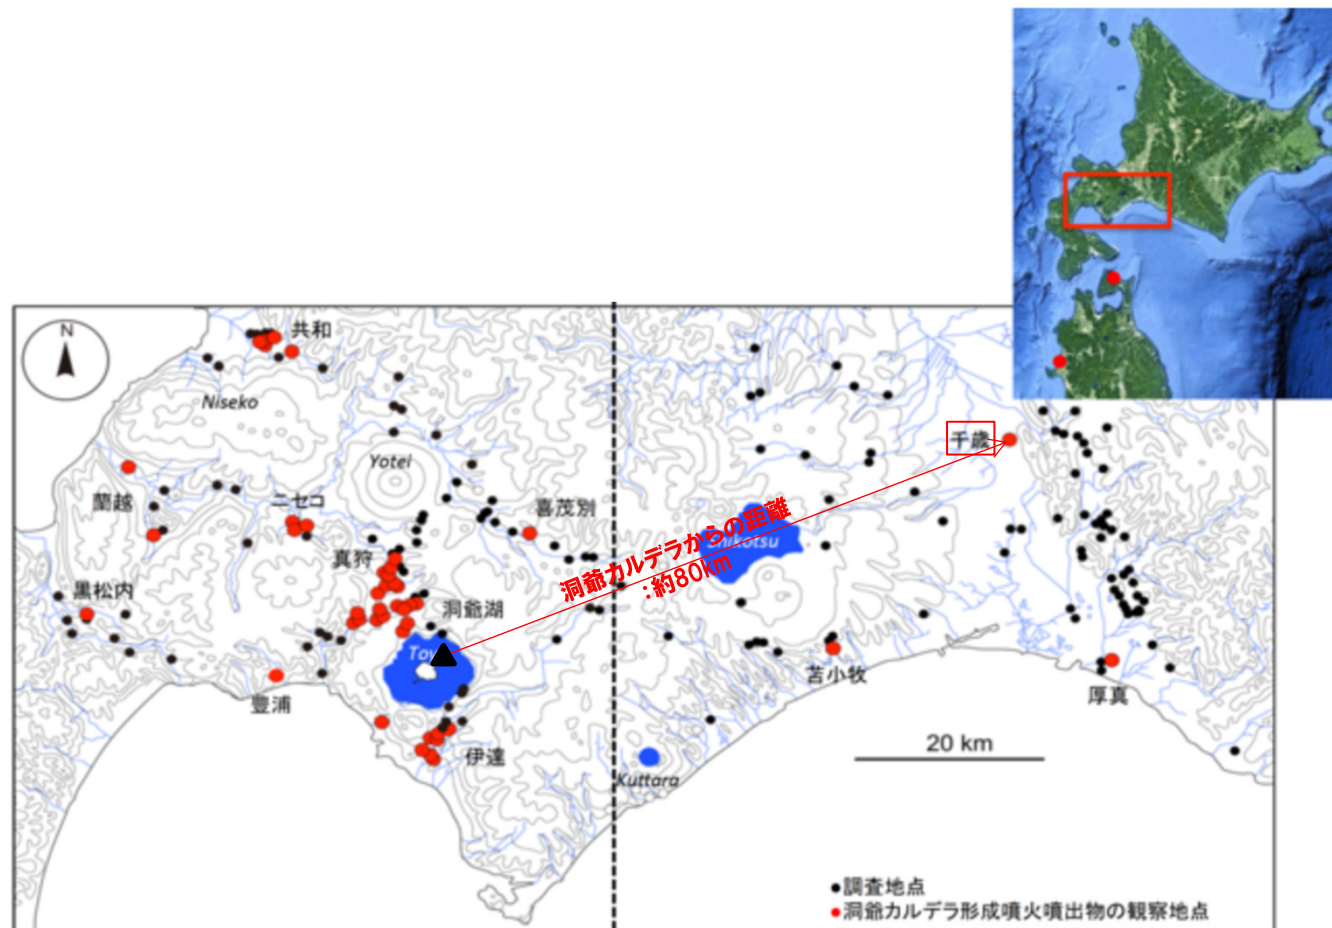 N
共和
Niseko
Yotei
千歳
蘭越
ニセコ
喜茂別
洞爺カルデラからの距離
:約80km
Shikotsu
真狩
黒松内
洞爺湖
Toya
豊浦
苫小牧
厚真
伊達
20 km
Kuttara
●調査地点
●洞爺カルデラ形成噴火噴出物の観察地点